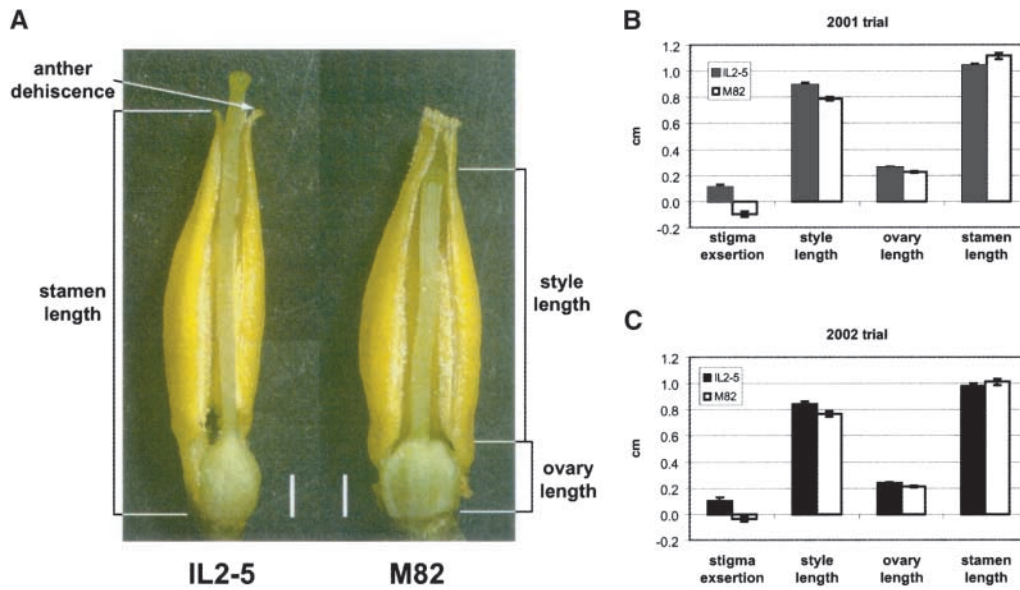 A
anther
dehiscence
stamen
length
style
length
ovary
length
IL2-5
M82
B
2001 trial
1.2
1.0
0.8
0.6
0.4
0.2
0.0
-0.2
cm
IL2-5
M82
stigma
exsertion
style
length
ovary
length
stamen
length
C
2002 trial
1.2
1.0
0.8
0.6
0.4
0.2
0.0
-0.2
cm
IL2-5
M82
stigma
exsertion
style
length
ovary
length
stamen
length